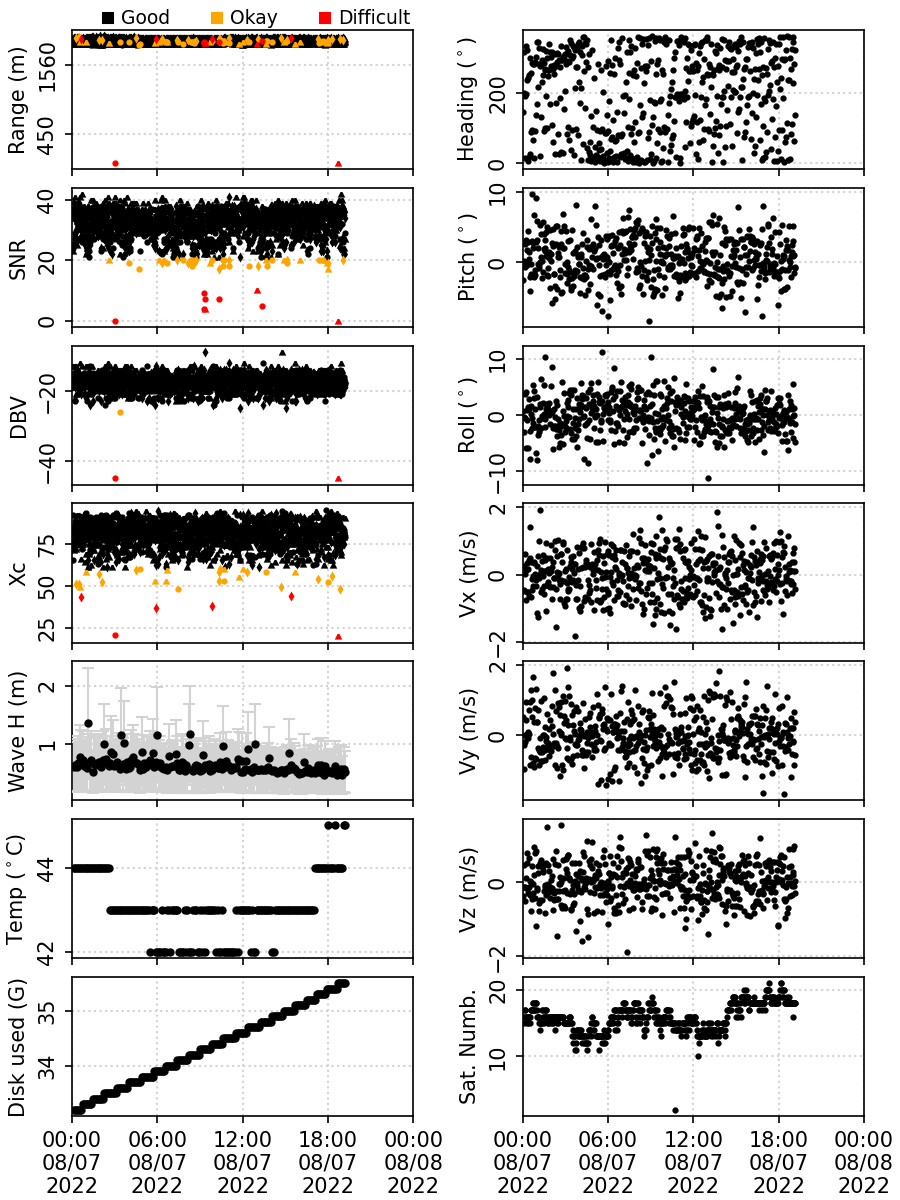 Good Okay Difficult
Range (m)
1560
450
Heading (°)
200
0
SNR
40
20
0
Pitch (°)
10
0
DBV
−20
−40
Roll (°)
10
0
−10
Xc
75
50
25
Vx (m/s)
2
0
−2
Wave H (m)
2
1
Vy (m/s)
2
0
Temp (°C)
44
42
Vz (m/s)
0
−2
Disk used (G)
35
34
Sat. Numb.
20
10
00:00 06:00 12:00 18:00 00:00
08/07 08/07 08/07 08/07 08/08
2022 2022 2022 2022 2022
00:00 06:00 12:00 18:00 00:00
08/07 08/07 08/07 08/07 08/08
2022 2022 2022 2022 2022